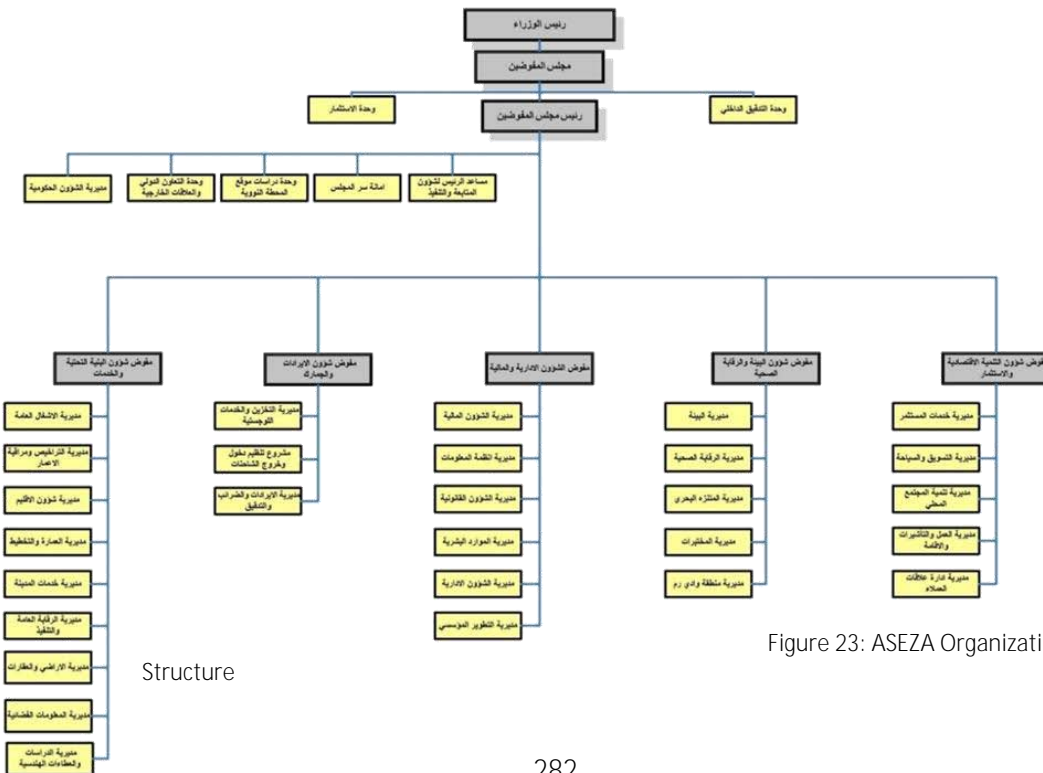 رئيس الوزراء
مجلس المفوضين
وحدة التدقيق الداخلي
وحدة الاستثمار
رئيس مجلس المفوضين
مساعد الرئيس لشؤون
المتابعة والتنفيذ
امانة سر المجلس
وحدة دراسات موقع
المحطة النووية
وحدة التعاون الدولي
والعلاقات الخارجية
مديرية الشؤون الحكومية
مفوض شؤون التنمية الاقتصادية
والاستثمار
مديرية خدمات المستثمر
مديرية التسويق والسياحة
مديرية تنمية المجتمع
المحلي
مديرية العمل والتأشيرات
والاقامة
مديرية ادارة علاقات
العملاء
مفوض شؤون البيئة والرقابة
الصحية
مديرية البيئة
مديرية الرقابة الصحية
مديرية المتنزه البحري
مديرية المختبرات
مديرية منطقة وادي رم
مفوض الشؤون الادارية والمالية
مديرية الشؤون المالية
مديرية انظمة المعلومات
مديرية الشؤون القانونية
مديرية الموارد البشرية
مديرية الشؤون الادارية
مديرية التطوير المؤسسي
مفوض شؤون الايرادات
والجمارك
مديرية التخزين والخدمات
اللوجستية
مشروع تنظيم دخول
وخروج الشاحنات
مديرية الايرادات والضرائب
والتدقيق
مفوض شؤون البنية التحتية
والخدمات
مديرية الاشغال العامة
مديرية التراخيص ومراقبة
الاعمار
مديرية شؤون الاقليم
مديرية العمارة والتخطيط
مديرية خدمات المدينة
مديرية الرقابة العامة
والتنفيذ
مديرية الاراضي والعقارات
مديرية المعلومات الفضائية
مديرية الدراسات
والعطاءات الهندسية
Figure 23: ASEZA Organizati
Structure
282